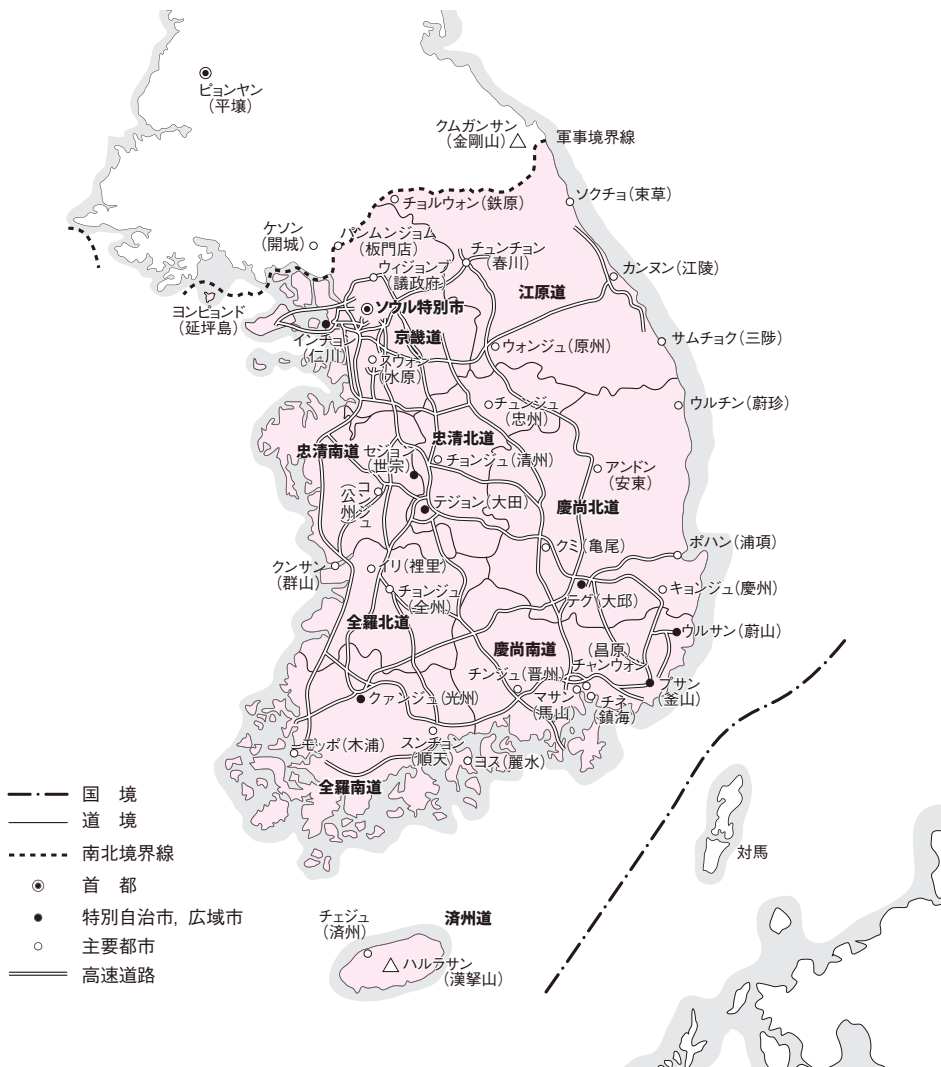 ピョンヤン
(平壌)
クムガンサン
(金剛山)
軍事境界線
ソクチョ(束草)
チョルウォン(鉄原)
ケソン
(開城)
パンムンジョム
(板門店)
チュンチョン
(春川)
カンヌン(江陵)
ウィジョンブ
(議政府)
江原道
ヨンピョンド
(延坪島)
ソウル特別市
サムチョク(三陟)
インチョン
(仁川)
京畿道
ウォンジュ(原州)
スウォン
(水原)
ウルチン(蔚珍)
チュンジュ
(忠州)
忠清南道
セジョン
(世宗)
忠清北道
チョンジュ(清州)
アンドン
(安東)
コンジュ
(公州)
テジョン(大田)
慶尚北道
クミ(亀尾)
ポハン(浦項)
クンサン
(群山)
イリ(裡里)
チョンジュ
(全州)
テグ(大邱)
キョンジュ(慶州)
全羅北道
ウルサン(蔚山)
慶尚南道
(昌原)
チャンウォン
チンジュ(晋州)
クァンジュ(光州)
マサン
(馬山)
チネ
(鎮海)
プサン
(釜山)
モッポ(木浦)
スンチョン
(順天)
ヨス(麗水)
全羅南道
国 境
道 境
南北境界線
首 都
特別自治市, 広域市
主要都市
高速道路
対馬
チェジュ
(済州)
済州道
ハルラサン
(漢拏山)